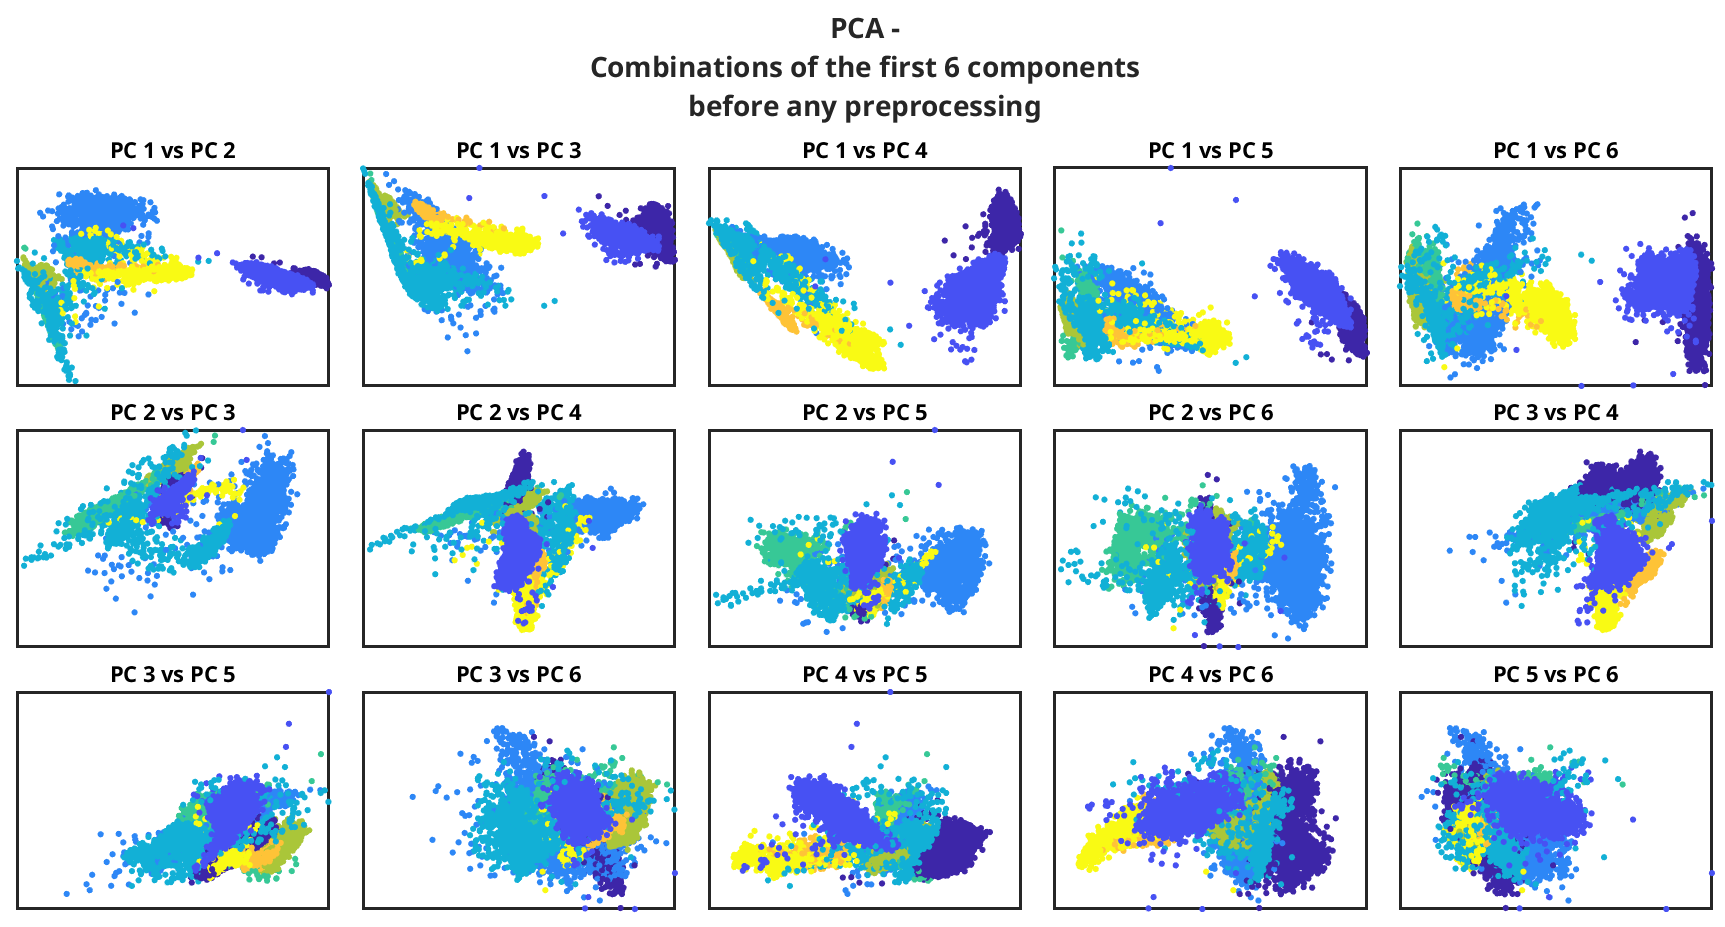 PCA -
Combinations of the first 6 components
before any preprocessing
PC 1 vs PC 2
PC 1 vs PC 3
PC 1 vs PC 4
PC 1 vs PC 5
PC 1 vs PC 6
PC 2 vs PC 3
PC 2 vs PC 4
PC 2 vs PC 5
PC 2 vs PC 6
PC 3 vs PC 4
PC 3 vs PC 5
PC 3 vs PC 6
PC 4 vs PC 5
PC 4 vs PC 6
PC 5 vs PC 6